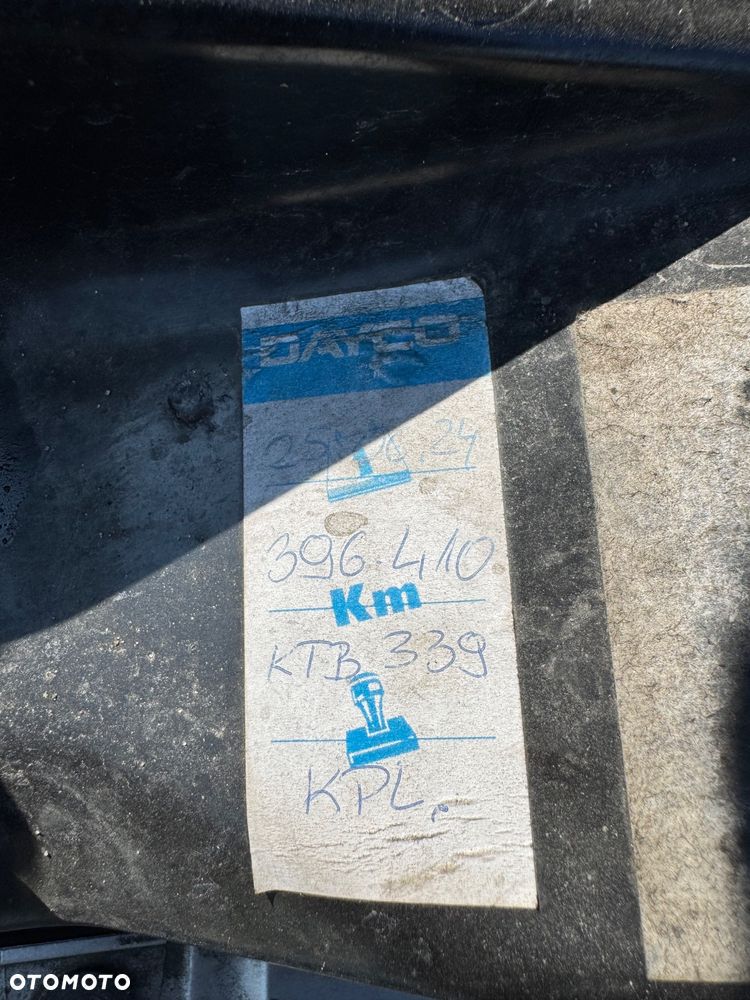 DAYCO
396.410
Km
KTB 339
KPL.
OTOMOTO